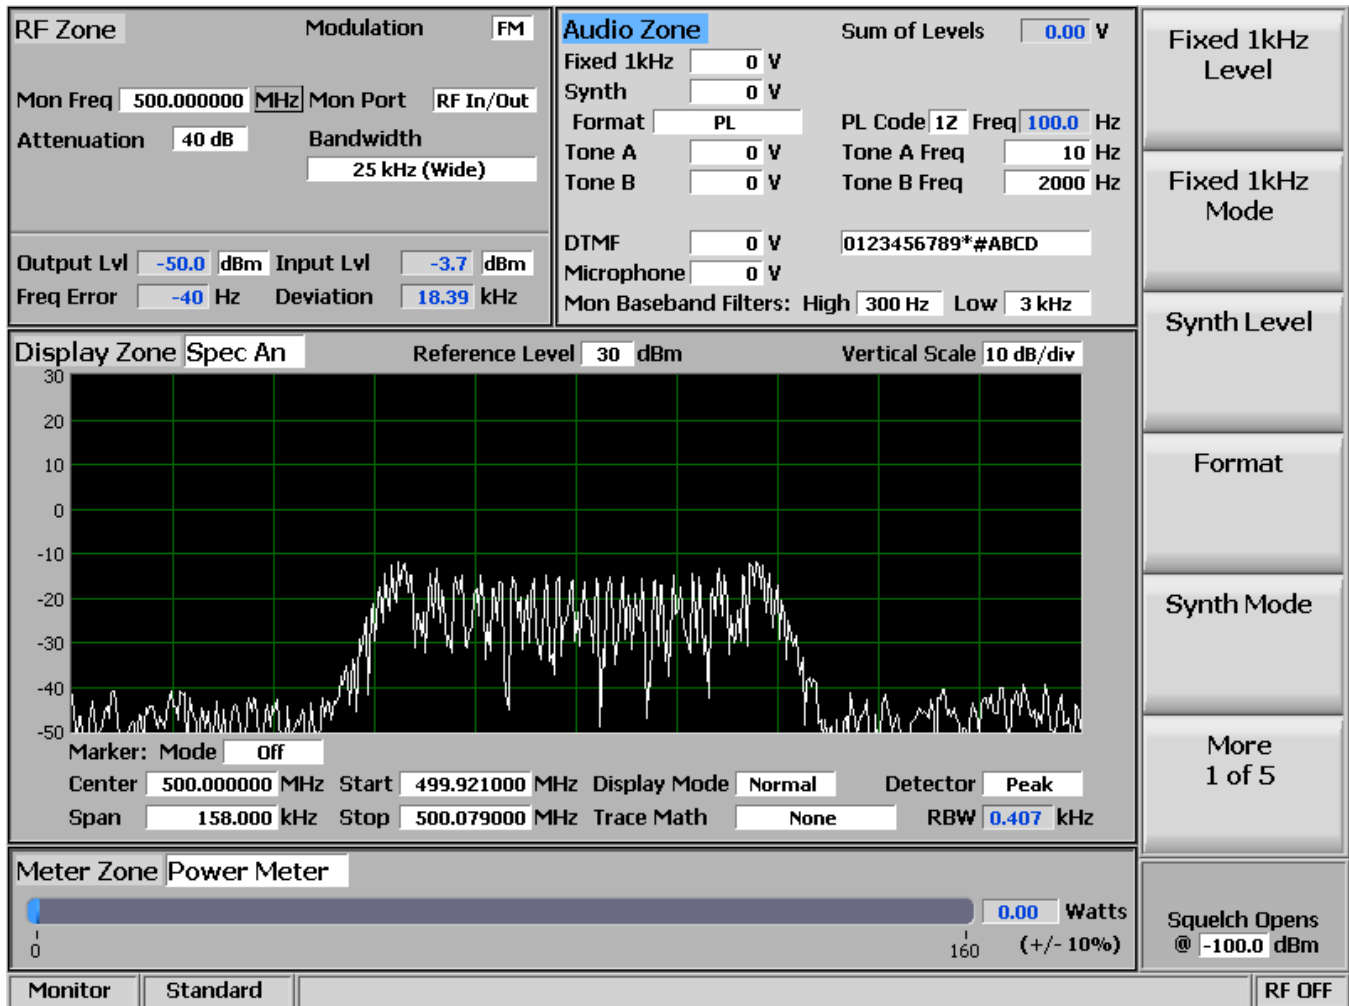 RF Zone Modulation FM
Mon Freq 500.000000 MHz Mon Port RF In/Out
Attenuation 40 dB Bandwidth
25 kHz (Wide)
Output Lvl -50.0 dBm Input Lvl -3.7 dBm
Freq Error -40 Hz Deviation 18.39 kHz
Audio Zone Sum of Levels 0.00 V
Fixed 1kHz 0 V
Synth 0 V
Format PL PL Code 1Z Freq 100.0 Hz
Tone A 0 V Tone A Freq 10 Hz
Tone B 0 V Tone B Freq 2000 Hz
DTMF 0 V 0123456789*#ABCD
Microphone 0 V
Mon Baseband Filters: High 300 Hz Low 3 kHz
Display Zone Spec An Reference Level 30 dBm Vertical Scale 10 dB/div
30
20
10
0
-10
-20
-30
-40
-50
Marker: Mode Off
Center 500.000000 MHz Start 499.921000 MHz Display Mode Normal Detector Peak
Span 158.000 kHz Stop 500.079000 MHz Trace Math None RBW 0.407 kHz
Meter Zone Power Meter
0.00 Watts
0 160 (+/- 10%)
Monitor Standard
Fixed 1kHz
Level
Fixed 1kHz
Mode
Synth Level
Format
Synth Mode
More
1 of 5
Squelch Opens
@ -100.0 dBm
RF OFF